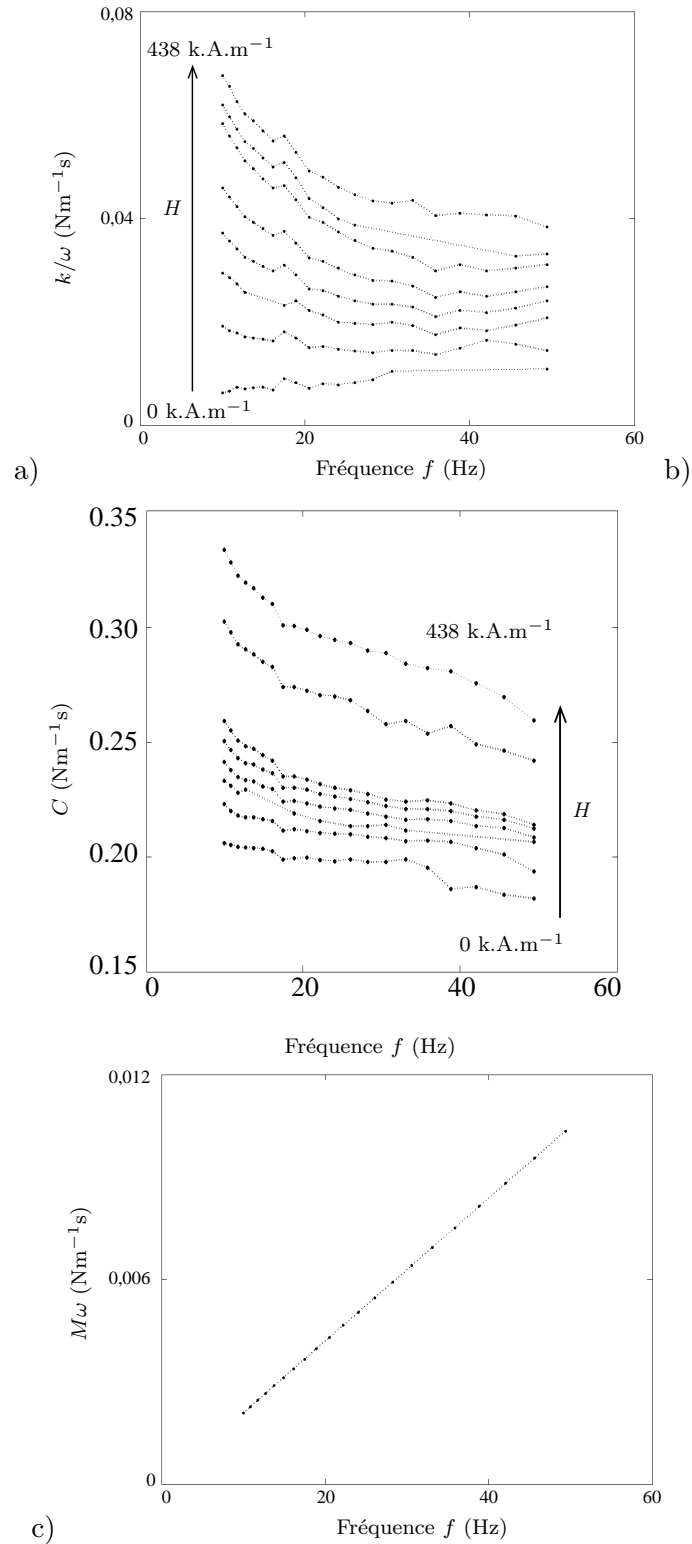 0,08
438 k.A.m⁻¹
H
k/ω (Nm⁻¹s)
0,04
0 k.A.m⁻¹
0
0 20 40 60
Fréquence f (Hz)
a)
b)
0.35
0.30
438 k.A.m⁻¹
0.25
C (Nm⁻¹s)
H
0.20
0 k.A.m⁻¹
0.15
0 20 40 60
Fréquence f (Hz)
0,012
Mω (Nm⁻¹s)
0,006
0
0 20 40 60
Fréquence f (Hz)
c)